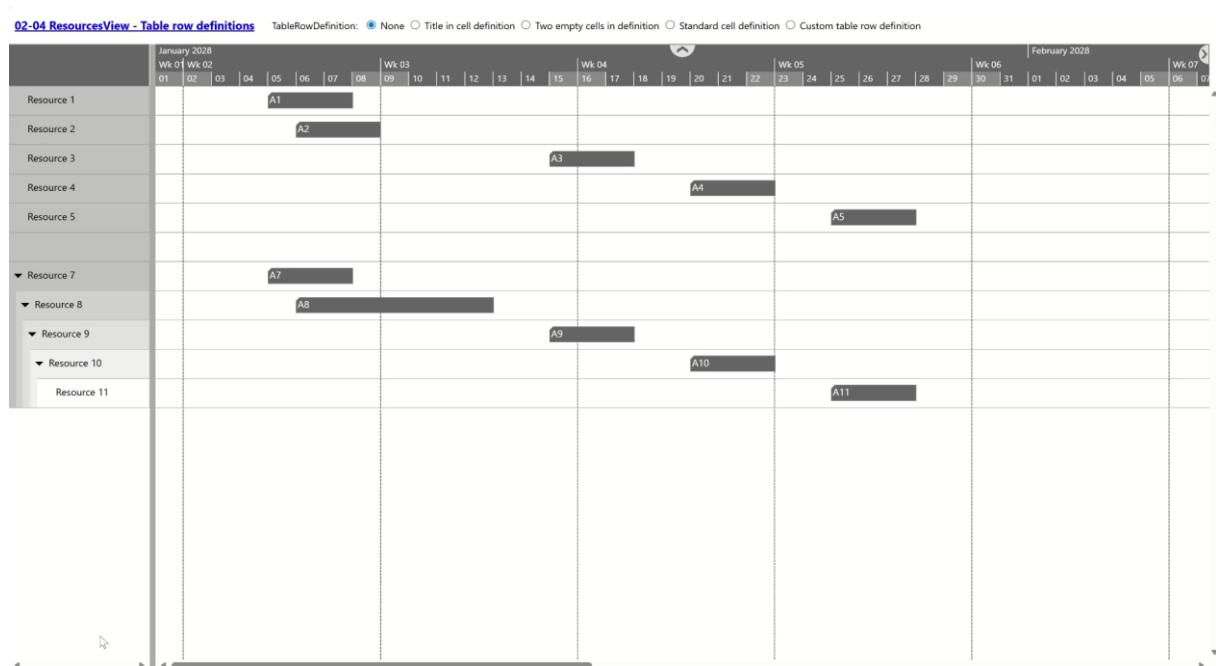 02-04 ResourcesView - Table row definitions TableRowDefinition: None Title in cell definition Two empty cells in definition Standard cell definition Custom table row definition
January 2028 February 2028
Wk 01 Wk 02 Wk 03 Wk 04 Wk 05 Wk 06 Wk 07
01 02 03 04 05 06 07 08 09 10 11 12 13 14 15 16 17 18 19 20 21 22 23 24 25 26 27 28 29 30 31 01 02 03 04 05 06 07
Resource 1 A1
Resource 2 A2
Resource 3 A3
Resource 4 A4
Resource 5 A5
Resource 7 A7
Resource 8 A8
Resource 9 A9
Resource 10 A10
Resource 11 A11